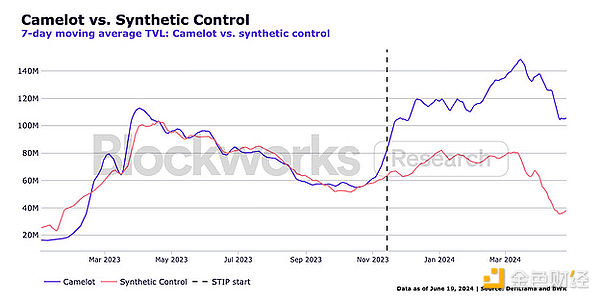 Camelot vs. Synthetic Control
7-day moving average TVL: Camelot vs. synthetic control
140M
120M
100M
80M
60M
40M
20M
Blockworks Research
Mar 2023 May 2023 Jul 2023 Sep 2023 Nov 2023 Jan 2024 Mar 2024
Camelot Synthetic Control STIP start
Data as of June 19, 2024 | Source: DefiLlama and BWR
金色财经